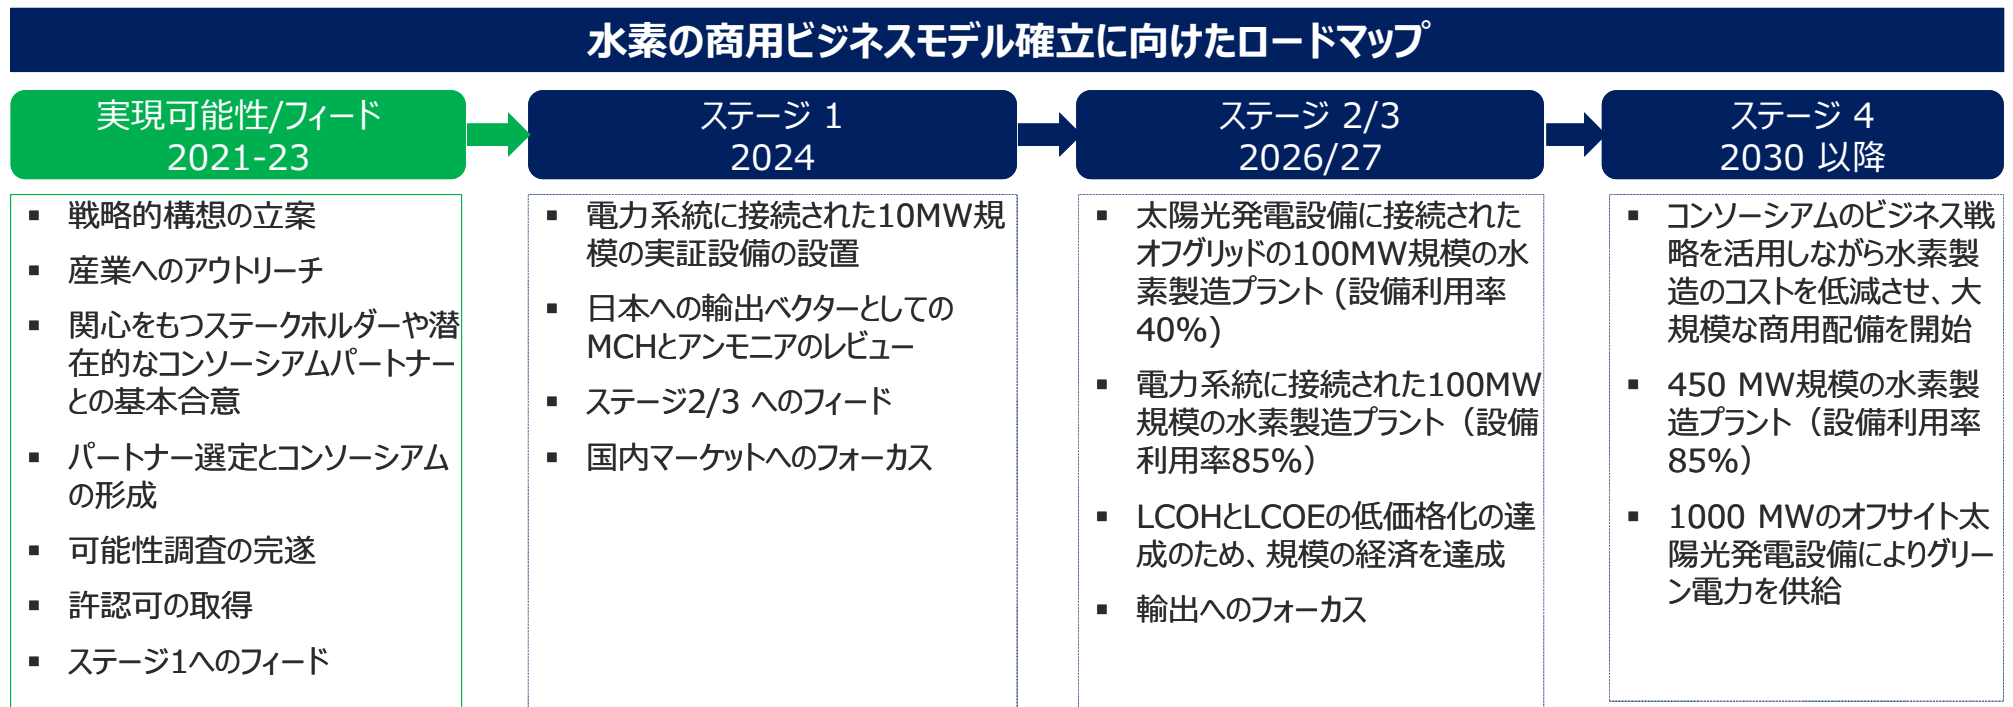 水素の商用ビジネスモデル確立に向けたロードマップ
実現可能性/フィード
2021-23
▪ 戦略的構想の立案
▪ 産業へのアウトリーチ
▪ 関心をもつステークホルダーや潜
在的なコンソーシアムパートナー
との基本合意
▪ パートナー選定とコンソーシアム
の形成
▪ 可能性調査の完遂
▪ 許認可の取得
▪ ステージ1へのフィード
ステージ 1
2024
▪ 電力系統に接続された10MW規
模の実証設備の設置
▪ 日本への輸出ベクターとしての
MCHとアンモニアのレビュー
▪ ステージ2/3 へのフィード
▪ 国内マーケットへのフォーカス
ステージ 2/3
2026/27
▪ 太陽光発電設備に接続された
オフグリッドの100MW規模の水
素製造プラント (設備利用率
40%)
▪ 電力系統に接続された100MW
規模の水素製造プラント（設備
利用率85%）
▪ LCOHとLCOEの低価格化の達
成のため、規模の経済を達成
▪ 輸出へのフォーカス
ステージ 4
2030 以降
▪ コンソーシアムのビジネス戦
略を活用しながら水素製
造のコストを低減させ、大
規模な商用配備を開始
▪ 450 MW規模の水素製
造プラント（設備利用率
85%）
▪ 1000 MWのオフサイト太
陽光発電設備によりグリー
ン電力を供給